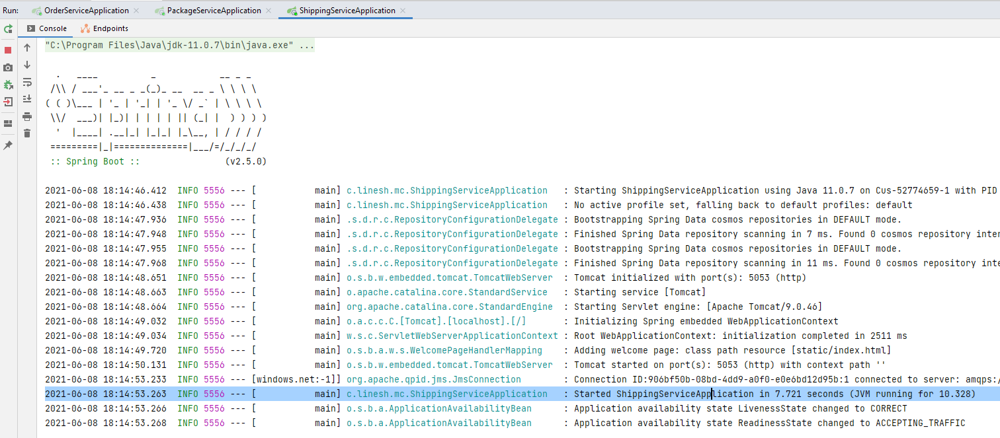 Run: OrderServiceApplication PackageServiceApplication ShippingServiceApplication
Console Endpoints
"C:\Program Files\Java\jdk-11.0.7\bin\java.exe" ...
  .   ____          _            __ _ _
 /\\ / ___'_ __ _ _(_)_ __  __ _ \ \ \ \
( ( )\___ | '_ | '_| | '_ \/ _` | \ \ \ \
 \\/  ___)| |_)| | | | | || (_| |  ) ) ) )
  '  |____| .__|_| |_|_| |_\__, | / / / /
 =========|_|==============|___/=/_/_/_/
 :: Spring Boot ::                (v2.5.0)
2021-06-08 18:14:46.412  INFO 5556 --- [           main] c.linesh.mc.ShippingServiceApplication   : Starting ShippingServiceApplication using Java 11.0.7 on Cus-52774659-1 with PID
2021-06-08 18:14:46.438  INFO 5556 --- [           main] c.linesh.mc.ShippingServiceApplication   : No active profile set, falling back to default profiles: default
2021-06-08 18:14:47.936  INFO 5556 --- [           main] .s.d.r.c.RepositoryConfigurationDelegate : Bootstrapping Spring Data cosmos repositories in DEFAULT mode.
2021-06-08 18:14:47.948  INFO 5556 --- [           main] .s.d.r.c.RepositoryConfigurationDelegate : Finished Spring Data repository scanning in 7 ms. Found 0 cosmos repository inter
2021-06-08 18:14:47.955  INFO 5556 --- [           main] .s.d.r.c.RepositoryConfigurationDelegate : Bootstrapping Spring Data cosmos repositories in DEFAULT mode.
2021-06-08 18:14:47.968  INFO 5556 --- [           main] .s.d.r.c.RepositoryConfigurationDelegate : Finished Spring Data repository scanning in 11 ms. Found 0 cosmos repository inte
2021-06-08 18:14:48.651  INFO 5556 --- [           main] o.s.b.w.embedded.tomcat.TomcatWebServer  : Tomcat initialized with port(s): 5053 (http)
2021-06-08 18:14:48.663  INFO 5556 --- [           main] o.apache.catalina.core.StandardService   : Starting service [Tomcat]
2021-06-08 18:14:48.664  INFO 5556 --- [           main] org.apache.catalina.core.StandardEngine  : Starting Servlet engine: [Apache Tomcat/9.0.46]
2021-06-08 18:14:49.032  INFO 5556 --- [           main] o.a.c.c.C.[Tomcat].[localhost].[/]       : Initializing Spring embedded WebApplicationContext
2021-06-08 18:14:49.034  INFO 5556 --- [           main] w.s.c.ServletWebServerApplicationContext : Root WebApplicationContext: initialization completed in 2511 ms
2021-06-08 18:14:49.720  INFO 5556 --- [           main] o.s.b.a.w.s.WelcomePageHandlerMapping    : Adding welcome page: class path resource [static/index.html]
2021-06-08 18:14:50.131  INFO 5556 --- [           main] o.s.b.w.embedded.tomcat.TomcatWebServer  : Tomcat started on port(s): 5053 (http) with context path ''
2021-06-08 18:14:53.233  INFO 5556 --- [windows.net:-1]] org.apache.qpid.jms.JmsConnection        : Connection ID:906bf50b-08bd-4dd9-a0f0-e0e6bd12d95b:1 connected to server: amqps:/
2021-06-08 18:14:53.263  INFO 5556 --- [           main] c.linesh.mc.ShippingServiceApplication   : Started ShippingServiceApplication in 7.721 seconds (JVM running for 10.328)
2021-06-08 18:14:53.266  INFO 5556 --- [           main] o.s.b.a.ApplicationAvailabilityBean      : Application availability state LivenessState changed to CORRECT
2021-06-08 18:14:53.268  INFO 5556 --- [           main] o.s.b.a.ApplicationAvailabilityBean      : Application availability state ReadinessState changed to ACCEPTING_TRAFFIC